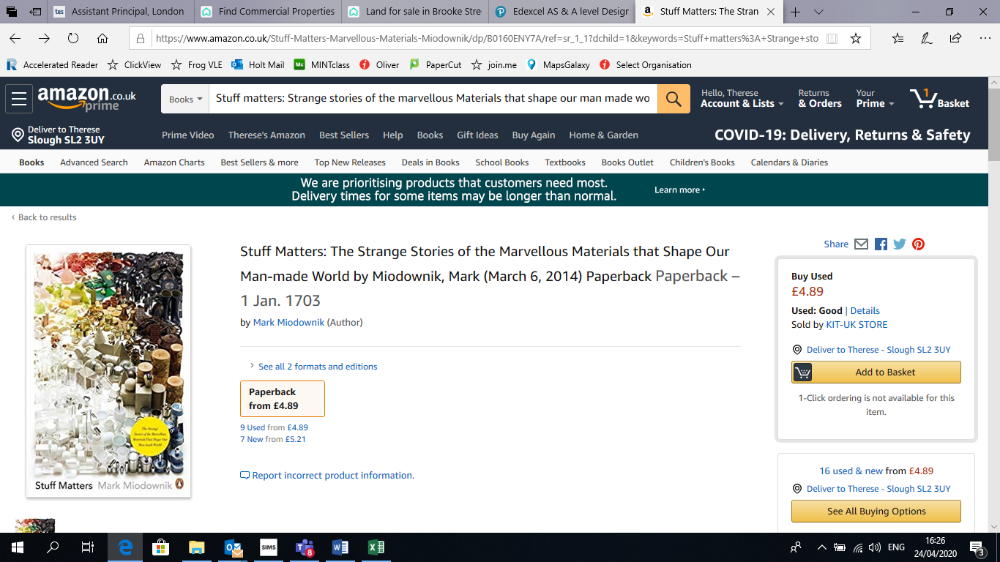 Assistant Principal, London
Find Commercial Properties
Land for sale in Brooke Stre
Edexcel AS & A level Design
Stuff Matters: The Stran
https://www.amazon.co.uk/Stuff-Matters-Marvellous-Materials-Miodownik/dp/B0160ENY7A/ref=sr_1_1?dchild=1&keywords=Stuff+matters%3A+Strange+sto
Accelerated Reader
ClickView
Frog VLE
Holt Mail
MINTclass
Oliver
PaperCut
join.me
MapsGalaxy
Select Organisation
amazon.co.uk
prime
Books
Stuff matters: Strange stories of the marvellous Materials that shape our man made wo
Hello, Therese
Account & Lists
Returns
& Orders
Your
Prime
1
Basket
Deliver to Therese
Slough SL2 3UY
Prime Video
Therese's Amazon
Best Sellers
Help
Books
Gift Ideas
Buy Again
Home & Garden
COVID-19: Delivery, Returns & Safety
Books
Advanced Search
Amazon Charts
Best Sellers & more
Top New Releases
Deals in Books
School Books
Textbooks
Books Outlet
Children's Books
Calendars & Diaries
We are prioritising products that customers need most.
Delivery times for some items may be longer than normal.
Learn more
‹ Back to results
Stuff Matters: The Strange Stories of the Marvellous Materials that Shape Our
Man-made World by Miodownik, Mark (March 6, 2014) Paperback Paperback –
1 Jan. 1703
by Mark Miodownik (Author)
See all 2 formats and editions
Paperback
from £4.89
9 Used from £4.89
7 New from £5.21
Report incorrect product information.
The Strange
Stories of the Marvellous
Materials That Shape Our
Man-made World
Stuff Matters Mark Miodownik
Share
Buy Used
£4.89
Used: Good | Details
Sold by KIT-UK STORE
Deliver to Therese - Slough SL2 3UY
Add to Basket
1-Click ordering is not available for this
item.
16 used & new from £4.89
Deliver to Therese - Slough SL2 3UY
See All Buying Options
SIMS
8
ENG
16:26
24/04/2020
3